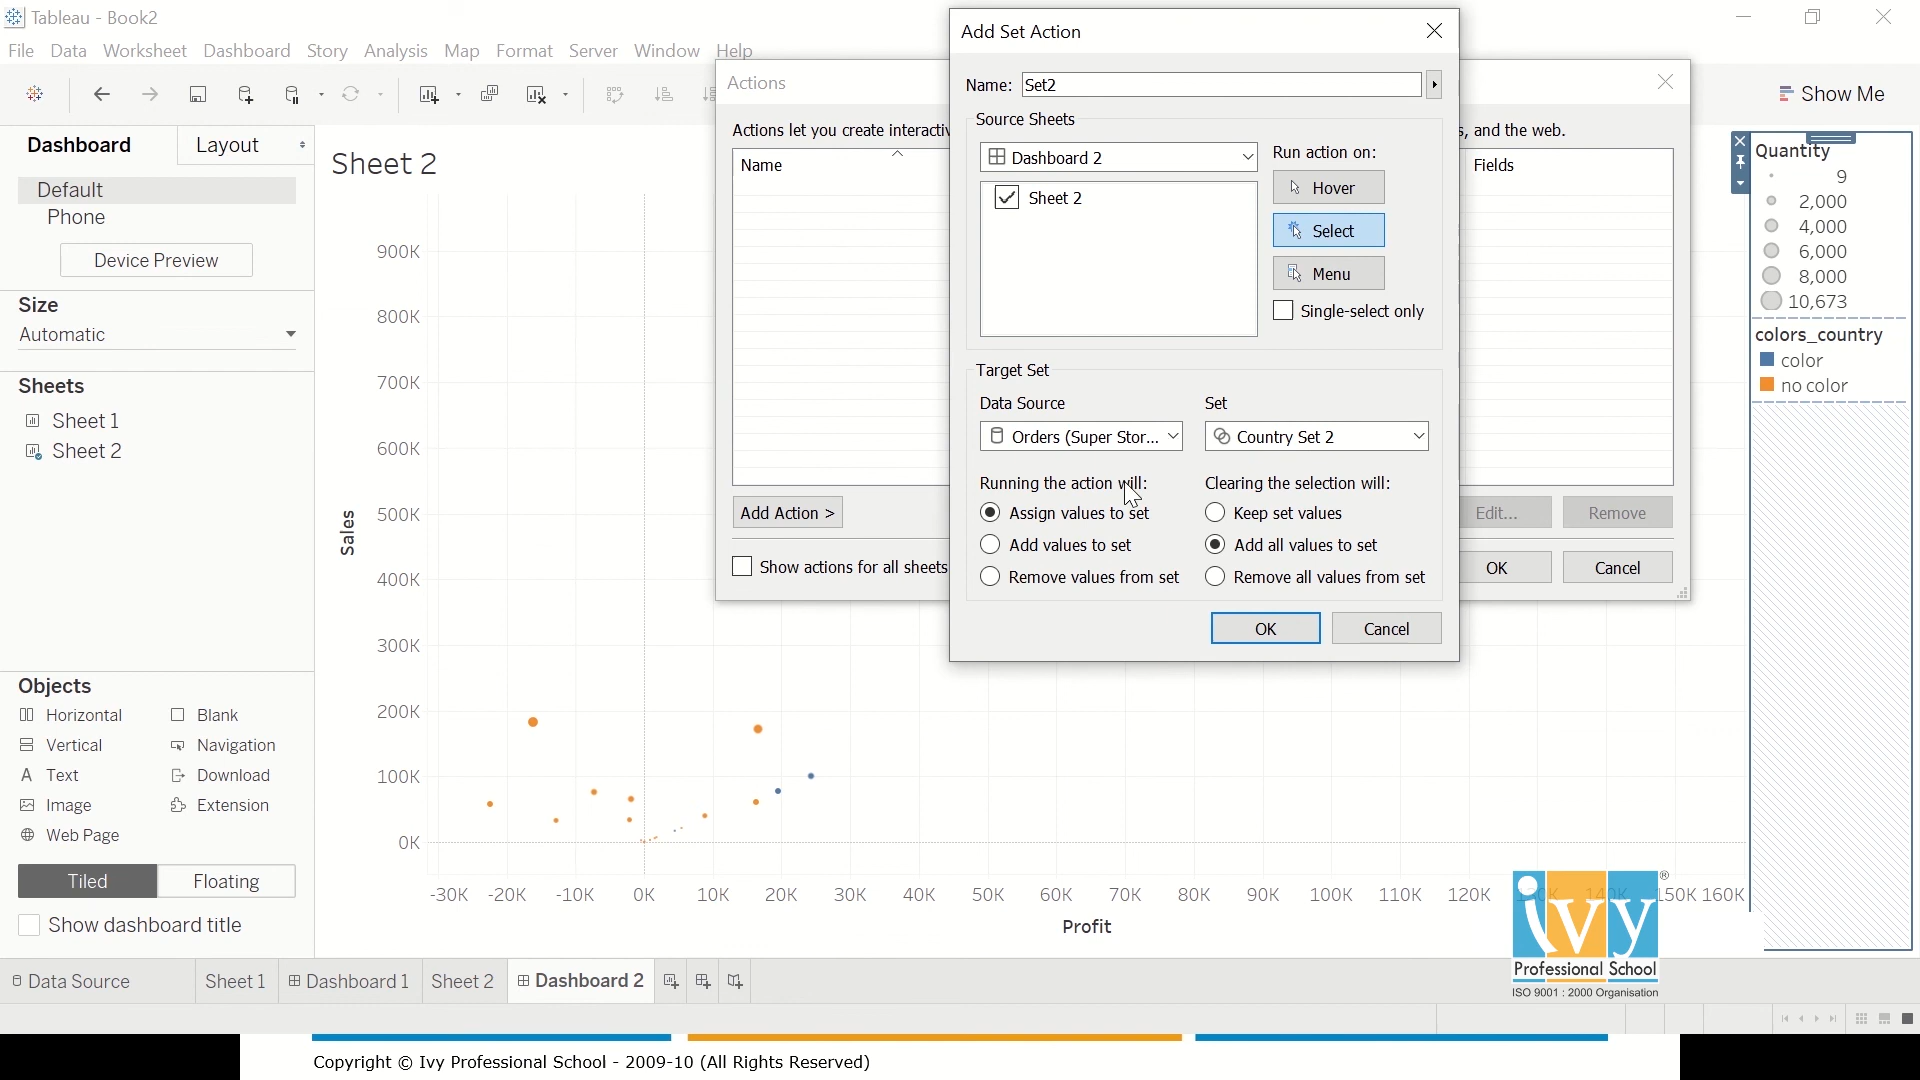 Tableau - Book2
File Data Worksheet Dashboard Story Analysis Map Format Server Window Help
Show Me
Dashboard
Layout
Default
Phone
Device Preview
Size
Automatic
Sheets
Sheet 1
Sheet 2
Objects
Horizontal
Blank
Vertical
Navigation
Text
Download
Image
Extension
Web Page
Tiled
Floating
Show dashboard title
Sheet 2
Sales
900K
800K
700K
600K
500K
400K
300K
200K
100K
0K
-30K -20K -10K 0K 10K 20K 30K 40K 50K 60K 70K 80K 90K 100K 110K 120K 130K 140K 150K 160K
Profit
Actions
Actions let you create interactiv
s, and the web.
Name
Fields
Add Action >
Edit...
Remove
Show actions for all sheets
OK
Cancel
Add Set Action
Name: Set2
Source Sheets
Dashboard 2
Sheet 2
Run action on:
Hover
Select
Menu
Single-select only
Target Set
Data Source
Set
Orders (Super Stor...
Country Set 2
Running the action will:
Clearing the selection will:
Assign values to set
Keep set values
Add values to set
Add all values to set
Remove values from set
Remove all values from set
OK
Cancel
Quantity
9
2,000
4,000
6,000
8,000
10,673
colors_country
color
no color
Data Source
Sheet 1
Dashboard 1
Sheet 2
Dashboard 2
ivy
®
Professional School
ISO 9001 : 2000 Organisation
Copyright © Ivy Professional School - 2009-10 (All Rights Reserved)